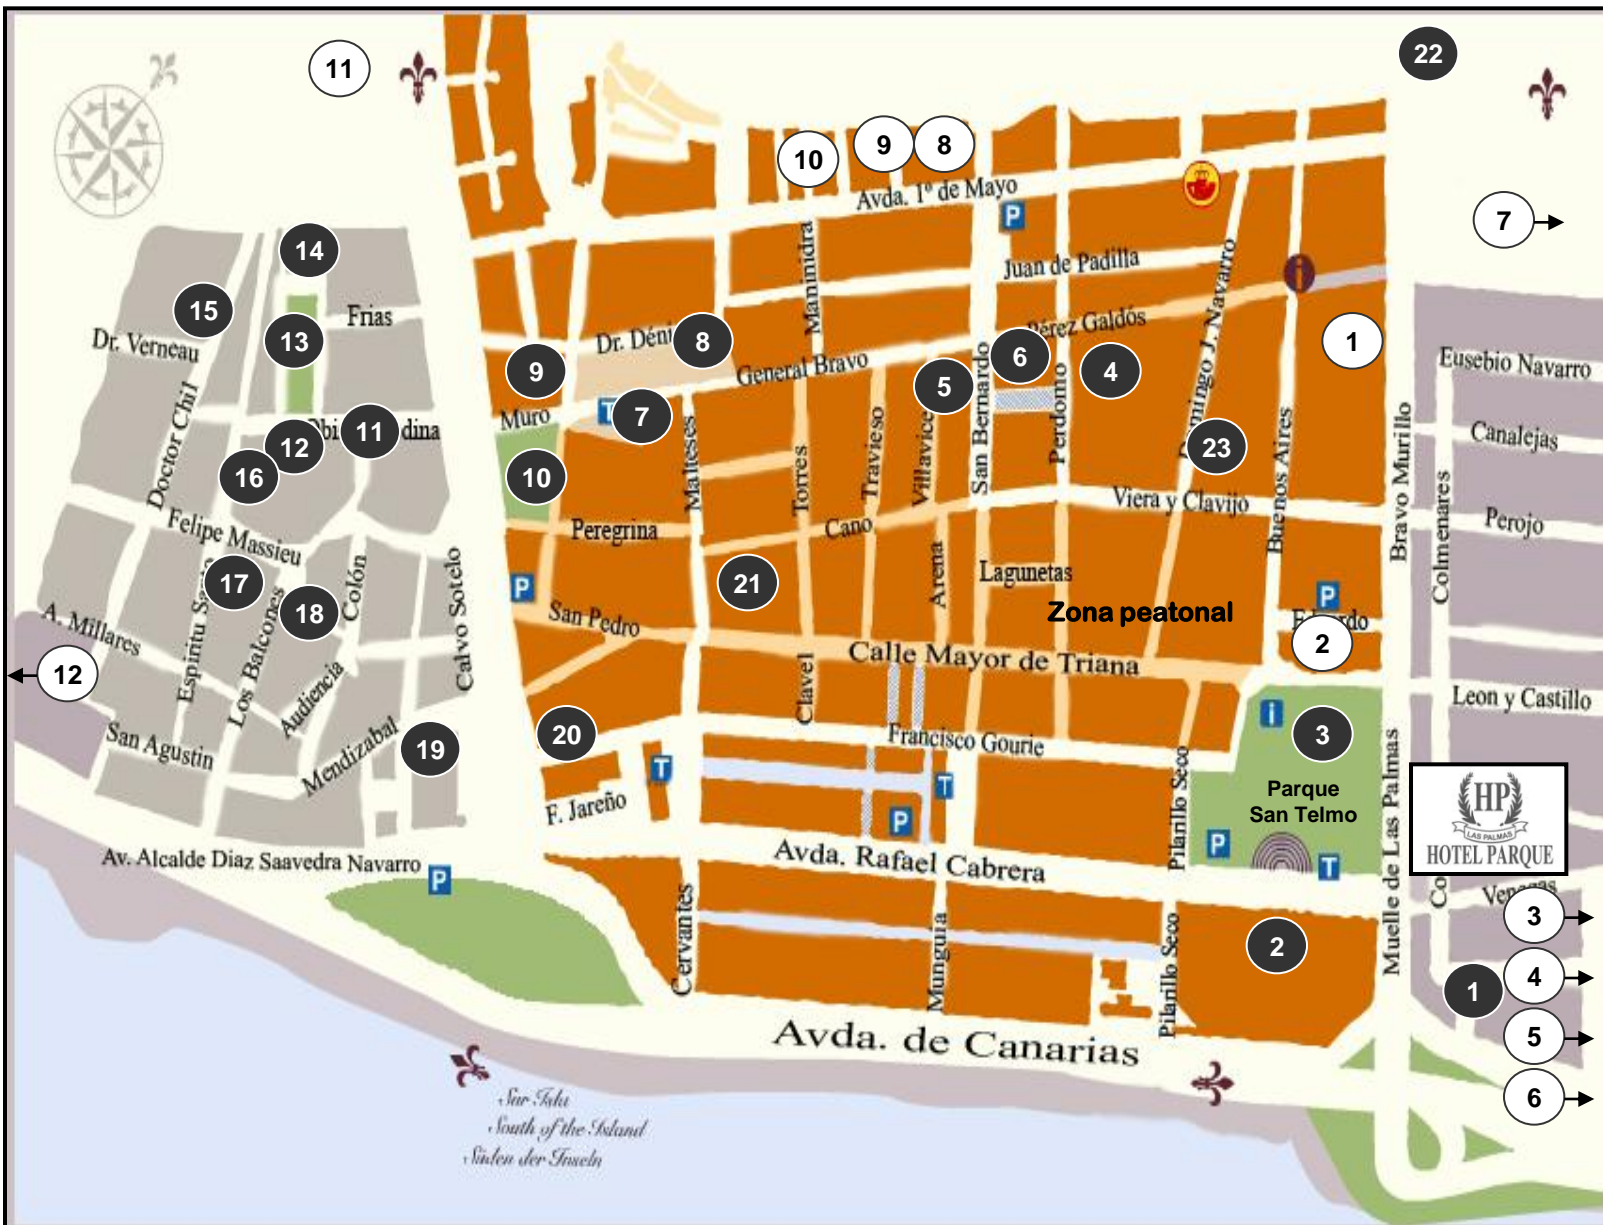 22
11
10
9
8
Avda. 1º de Mayo
P
7
14
15
Frias
Dr. Verneau
13
Maninidra
Juan de Padilla
i
Pérez Galdós
Dr. Déni
8
9
General Bravo
6
5
4
1
Domingo J. Navarro
Eusebio Navarro
Muro
T
7
Doctor Chil
12
11
dina
16
10
Malteses
Torres
Travieso
Villavice
San Bernardo
Perdomo
23
Buenos Aires
Bravo Murillo
Canalejas
Colmenares
Viera y Clavijo
Perojo
Felipe Massieu
Peregrina
Cano
17
18
Colón
Calvo Sotelo
P
21
Arena
Lagunetas
P
Zona peatonal
2
A. Millares
Espiritu Santo
Los Balcones
San Pedro
12
Calle Mayor de Triana
Audiencia
Clavel
Leon y Castillo
San Agustin
Mendizabal
19
20
Francisco Gourie
i
3
T
T
P
Pilarillo Seco
Parque
San Telmo
P
T
Muelle de Las Palmas
HP
LAS PALMAS
HOTEL PARQUE
F. Jareño
Av. Alcalde Diaz Saavedra Navarro
P
Avda. Rafael Cabrera
Co
Venegas
3
Cervantes
Munguia
Pilarillo Seco
2
4
1
5
Avda. de Canarias
6
Sur Isla
South of the Island
Süden der Inseln